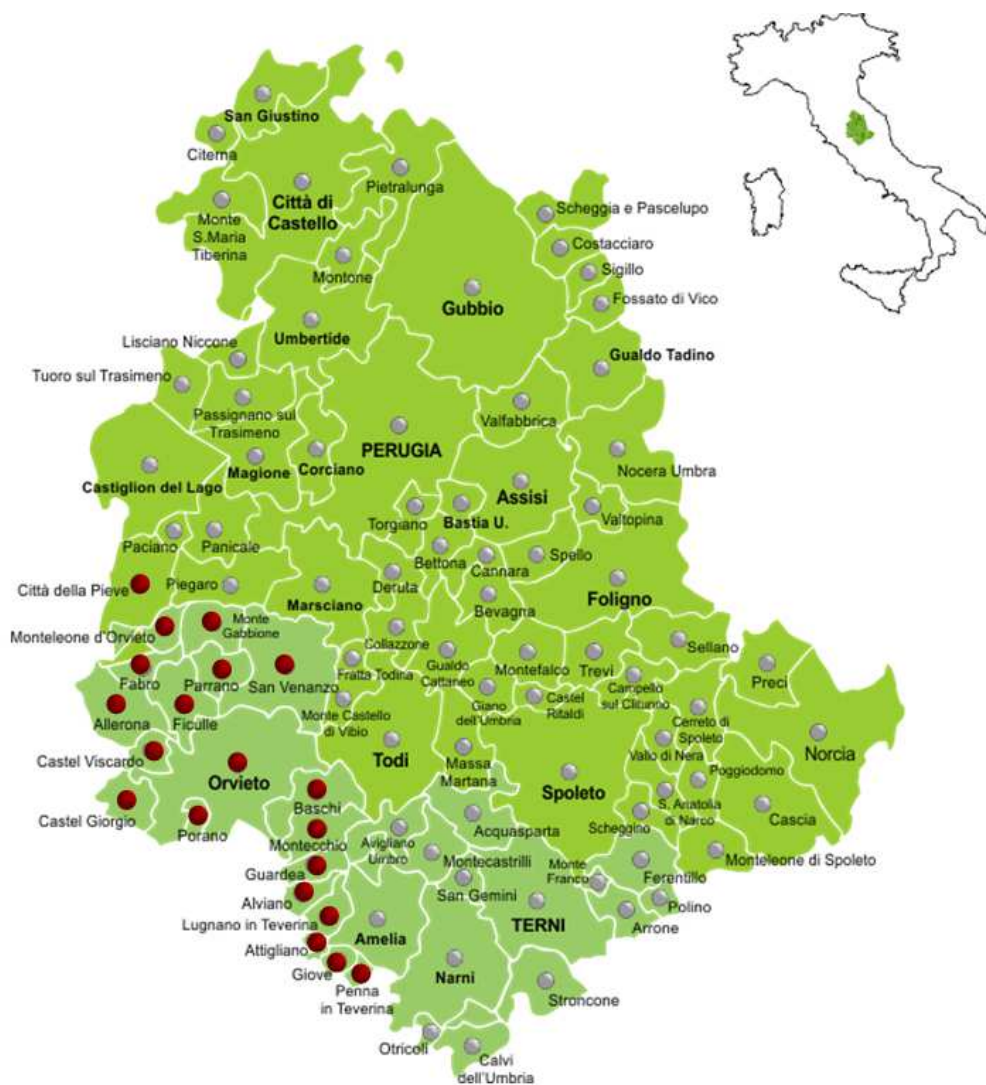 San Giustino
Citerna
Pietralunga
Città di
Castello
Monte
S.Maria
Tiberina
Scheggia e Pascelupo
Costacciaro
Montone
Sigillo
Gubbio
Fossato di Vico
Umbertide
Lisciano Niccone
Gualdo Tadino
Tuoro sul Trasimeno
Passignano sul
Trasimeno
Valfabbrica
PERUGIA
Magione
Corciano
Nocera Umbra
Castiglion del Lago
Assisi
Torgiano
Bastia U.
Valtopina
Paciano
Panicale
Bettona
Cannara
Spello
Città della Pieve
Piegaro
Marsciano
Deruta
Bevagna
Foligno
Monteleone d'Orvieto
Monte
Gabbione
Collazzone
Sellano
Fabro
Parrano
San Venanzo
Fratta Todina
Gualdo
Cattaneo
Montefalco
Trevi
Campello
sul Clitunno
Preci
Allerona
Ficulle
Monte Castello
di Vibio
Giano
dell'Umbria
Castel
Ritaldi
Cerreto di
Spoleto
Castel Viscardo
Orvieto
Todi
Massa
Martana
Spoleto
Vallo di Nera
Norcia
Poggiodomo
Castel Giorgio
Porano
Baschi
Montecchio
Avigliano
Umbro
Acquasparta
Scheggino
S. Anatolia
di Narco
Cascia
Guardea
Montecastrilli
Monte
Franco
Ferentillo
Monteleone di Spoleto
Alviano
San Gemini
Polino
Lugnano in Teverina
Amelia
TERNI
Arrone
Attigliano
Giove
Penna
in Teverina
Narni
Stroncone
Otricoli
Calvi
dell'Umbria